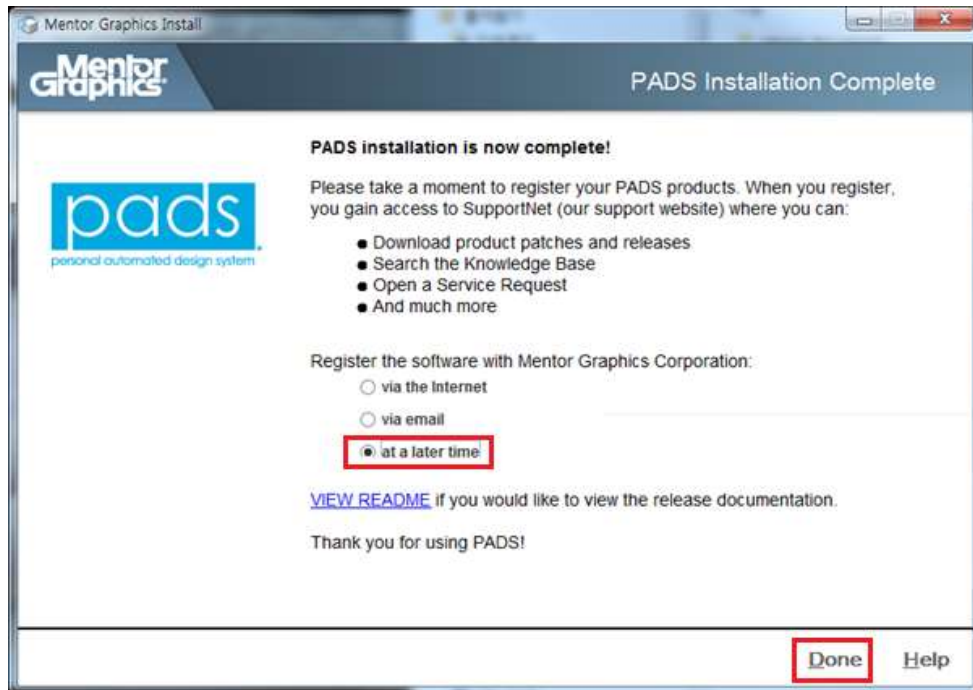 Mentor Graphics Install
Mentor
Graphics
PADS Installation Complete
PADS installation is now complete!
Please take a moment to register your PADS products. When you register,
you gain access to SupportNet (our support website) where you can:
● Download product patches and releases
● Search the Knowledge Base
● Open a Service Request
● And much more
pads
personal automated design system
Register the software with Mentor Graphics Corporation:
via the Internet
via email
at a later time
VIEW README if you would like to view the release documentation.
Thank you for using PADS!
Done Help